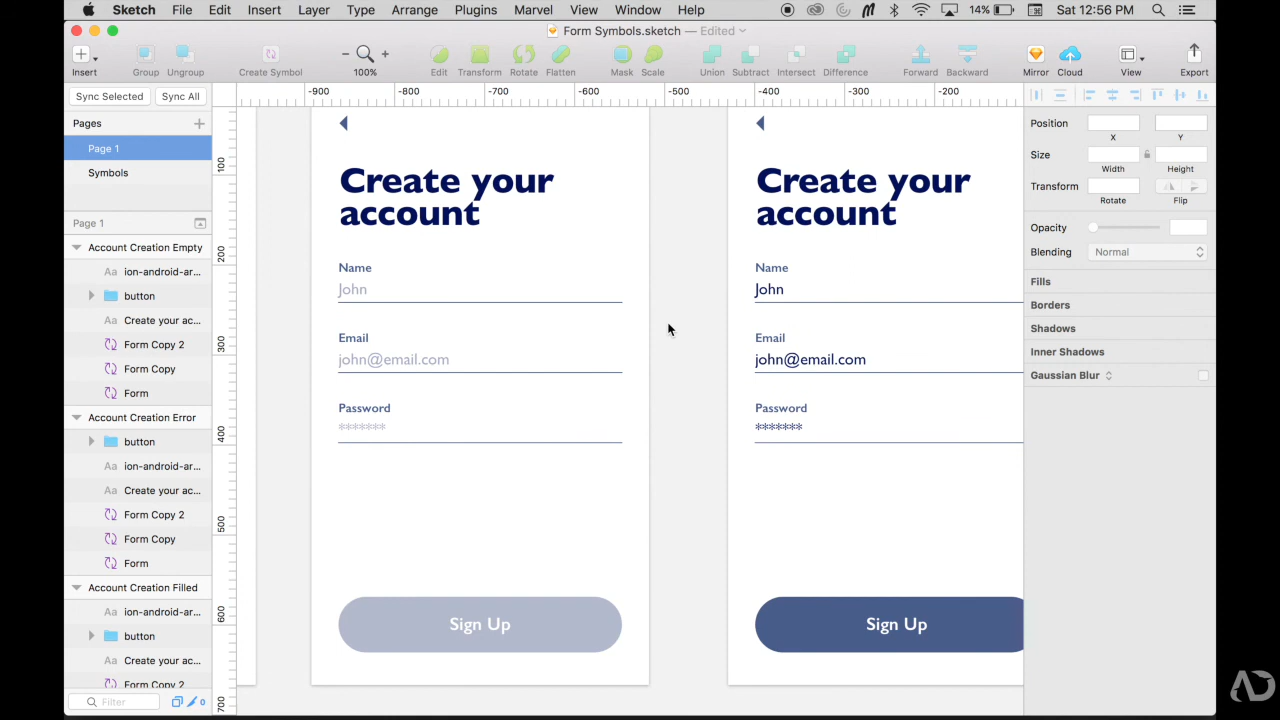 Sketch File Edit Insert Layer Type Arrange Plugins Marvel View Window Help 14% Sat 12:56 PM
Form Symbols.sketch — Edited
Insert Group Ungroup Create Symbol 100% Edit Transform Rotate Flatten Mask Scale Union Subtract Intersect Difference Forward Backward Mirror Cloud View Export
Sync Selected Sync All
-900 -800 -700 -600 -500 -400 -300 -200
Pages
Page 1
Symbols
Page 1
Account Creation Empty
Aa ion-android-ar...
button
Aa Create your ac...
Form Copy 2
Form Copy
Form
Account Creation Error
button
Aa ion-android-ar...
Aa Create your ac...
Form Copy 2
Form Copy
Form
Account Creation Filled
Aa ion-android-ar...
button
Aa Create your ac...
Form Copy 2
Filter
0
100
200
300
400
500
600
700
Create your
account
Name
John
Email
john@email.com
Password
*******
Sign Up
Create your
account
Name
John
Email
john@email.com
Password
*******
Sign Up
Position
X Y
Size
Width Height
Transform
Rotate Flip
Opacity
Blending Normal
Fills
Borders
Shadows
Inner Shadows
Gaussian Blur